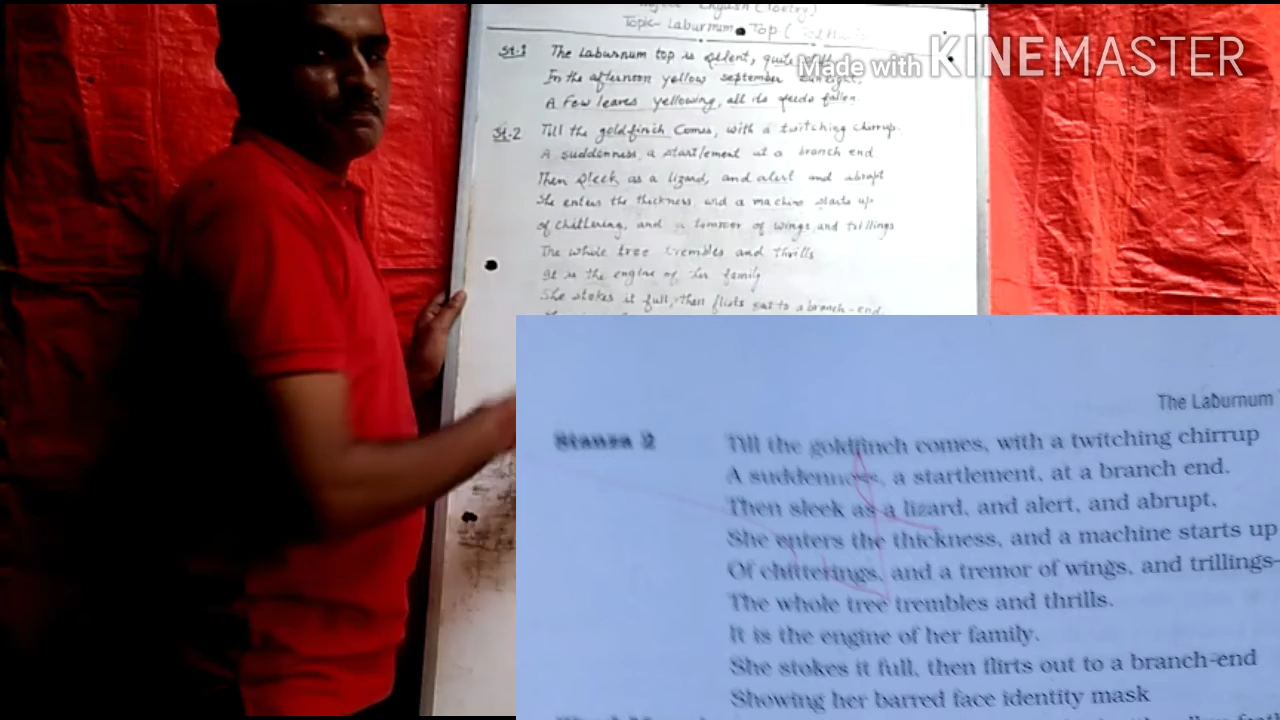 English (Poetry)
Topic- Laburnum Top (
Made with KINEMASTER
St-1 The Laburnum top is silent, quite still
In the afternoon yellow september sunlight,
A Few leaves yellowing, all its seeds fallen.
St-2 Till the goldfinch Comes, with a twitching chirrup.
A suddenness, a startlement at a branch end
Then sleek as a lizard, and alert and abrupt
She enters the thickness, and a machine starts up
of chittering, and a tremor of wings, and trillings
The whole tree trembles and thrills
It is the engine of her family
She stokes it full, then flirts out to a branch-end.
The Laburnum
Stanza 2
Till the goldfinch comes, with a twitching chirrup
A suddenness, a startlement, at a branch end.
Then sleek as a lizard, and alert, and abrupt,
She enters the thickness, and a machine starts up
Of chitterings, and a tremor of wings, and trillings–
The whole tree trembles and thrills.
It is the engine of her family.
She stokes it full, then flirts out to a branch-end
Showing her barred face identity mask